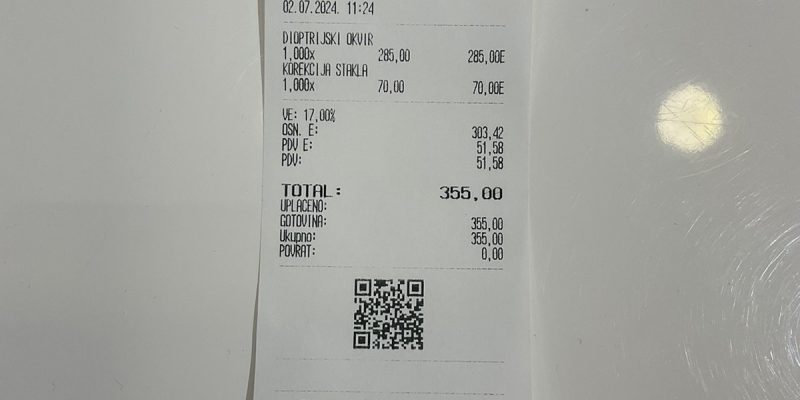 02.07.2024. 11:24
DIOPTRIJSKI OKVIR
1,000x 285,00 285,00E
KOREKCIJA STAKLA
1,000x 70,00 70,00E
VE: 17,00%
OSN. E: 303,42
PDV E: 51,58
PDV: 51,58
TOTAL: 355,00
UPLAĆENO:
GOTOVINA: 355,00
Ukupno: 355,00
POVRAT: 0,00